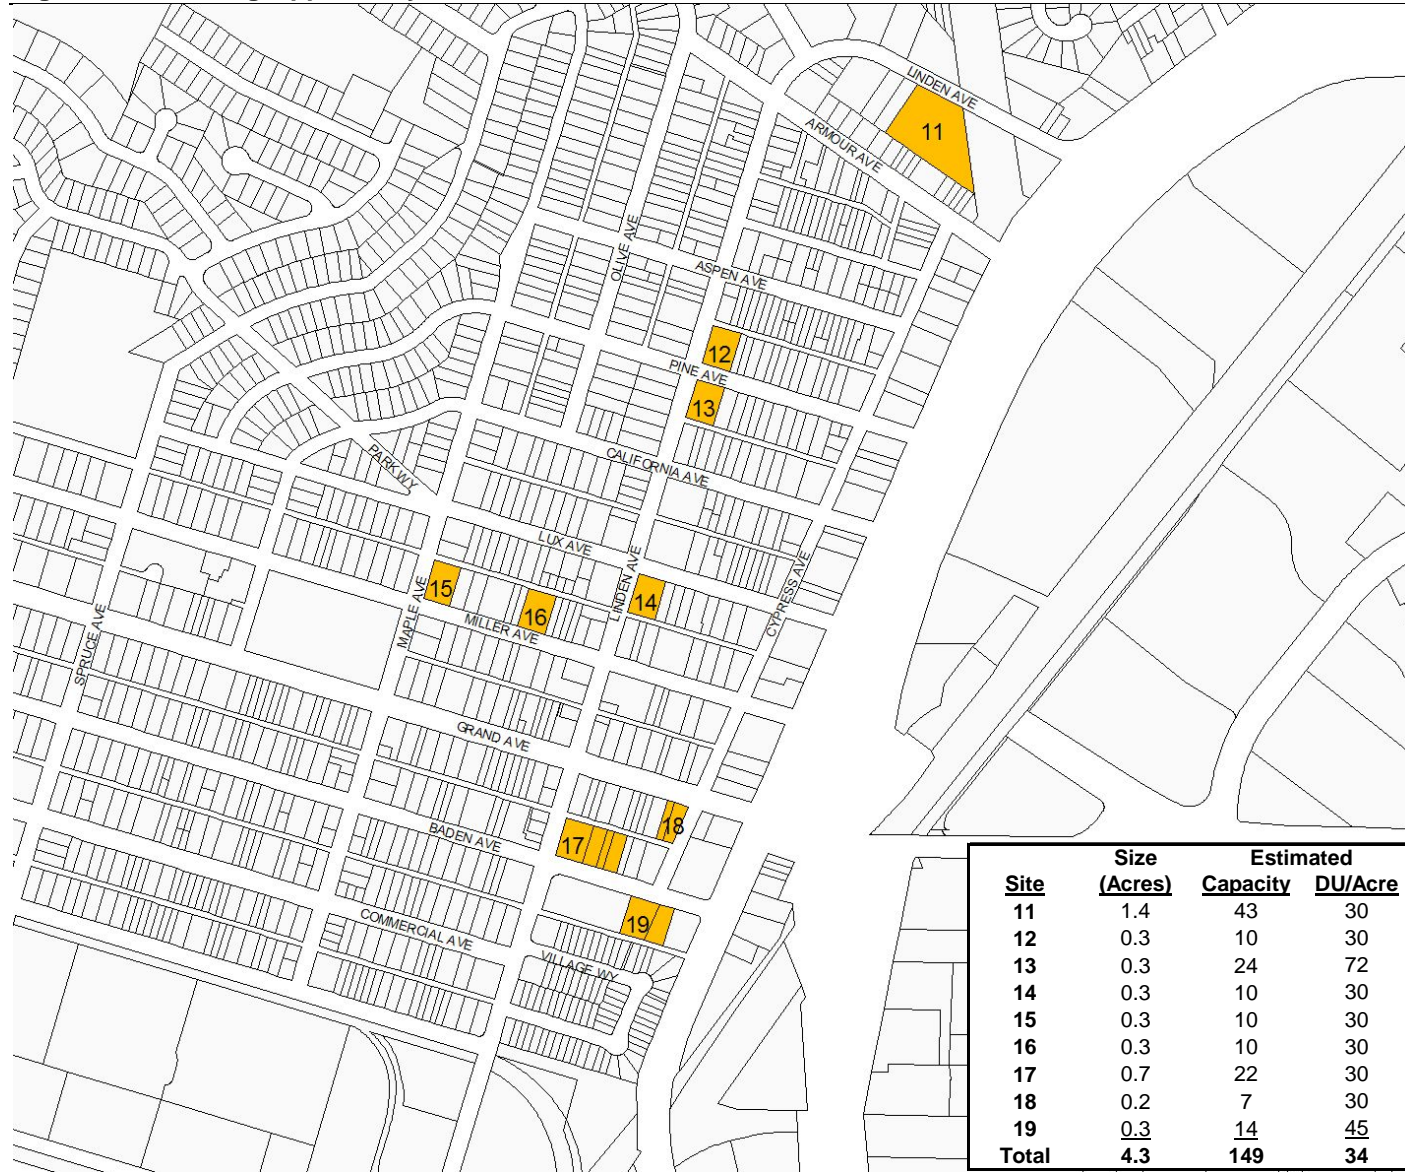 LINDEN AVE
11
ARMOUR AVE
OLIVE AVE
ASPEN AVE
12
PINE AVE
13
CALIFORNIA AVE
PARK WY
LUX AVE
LINDEN AVE
CYPRESS AVE
15
14
16
MAPLE AVE
MILLER AVE
SPRUCE AVE
GRAND AVE
18
17
BADEN AVE
19
COMMERCIAL AVE
VILLAGE WY
Size Estimated
Site (Acres) Capacity DU/Acre
11 1.4 43 30
12 0.3 10 30
13 0.3 24 72
14 0.3 10 30
15 0.3 10 30
16 0.3 10 30
17 0.7 22 30
18 0.2 7 30
19 0.3 14 45
Total 4.3 149 34